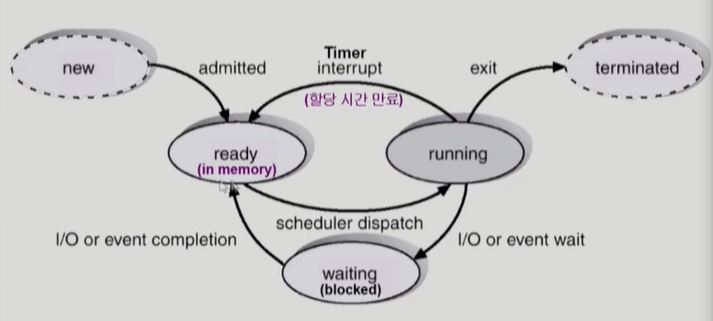 new
admitted
Timer
interrupt
(할당 시간 만료)
exit
terminated
ready
(in memory)
running
scheduler dispatch
I/O or event completion
I/O or event wait
waiting
(blocked)